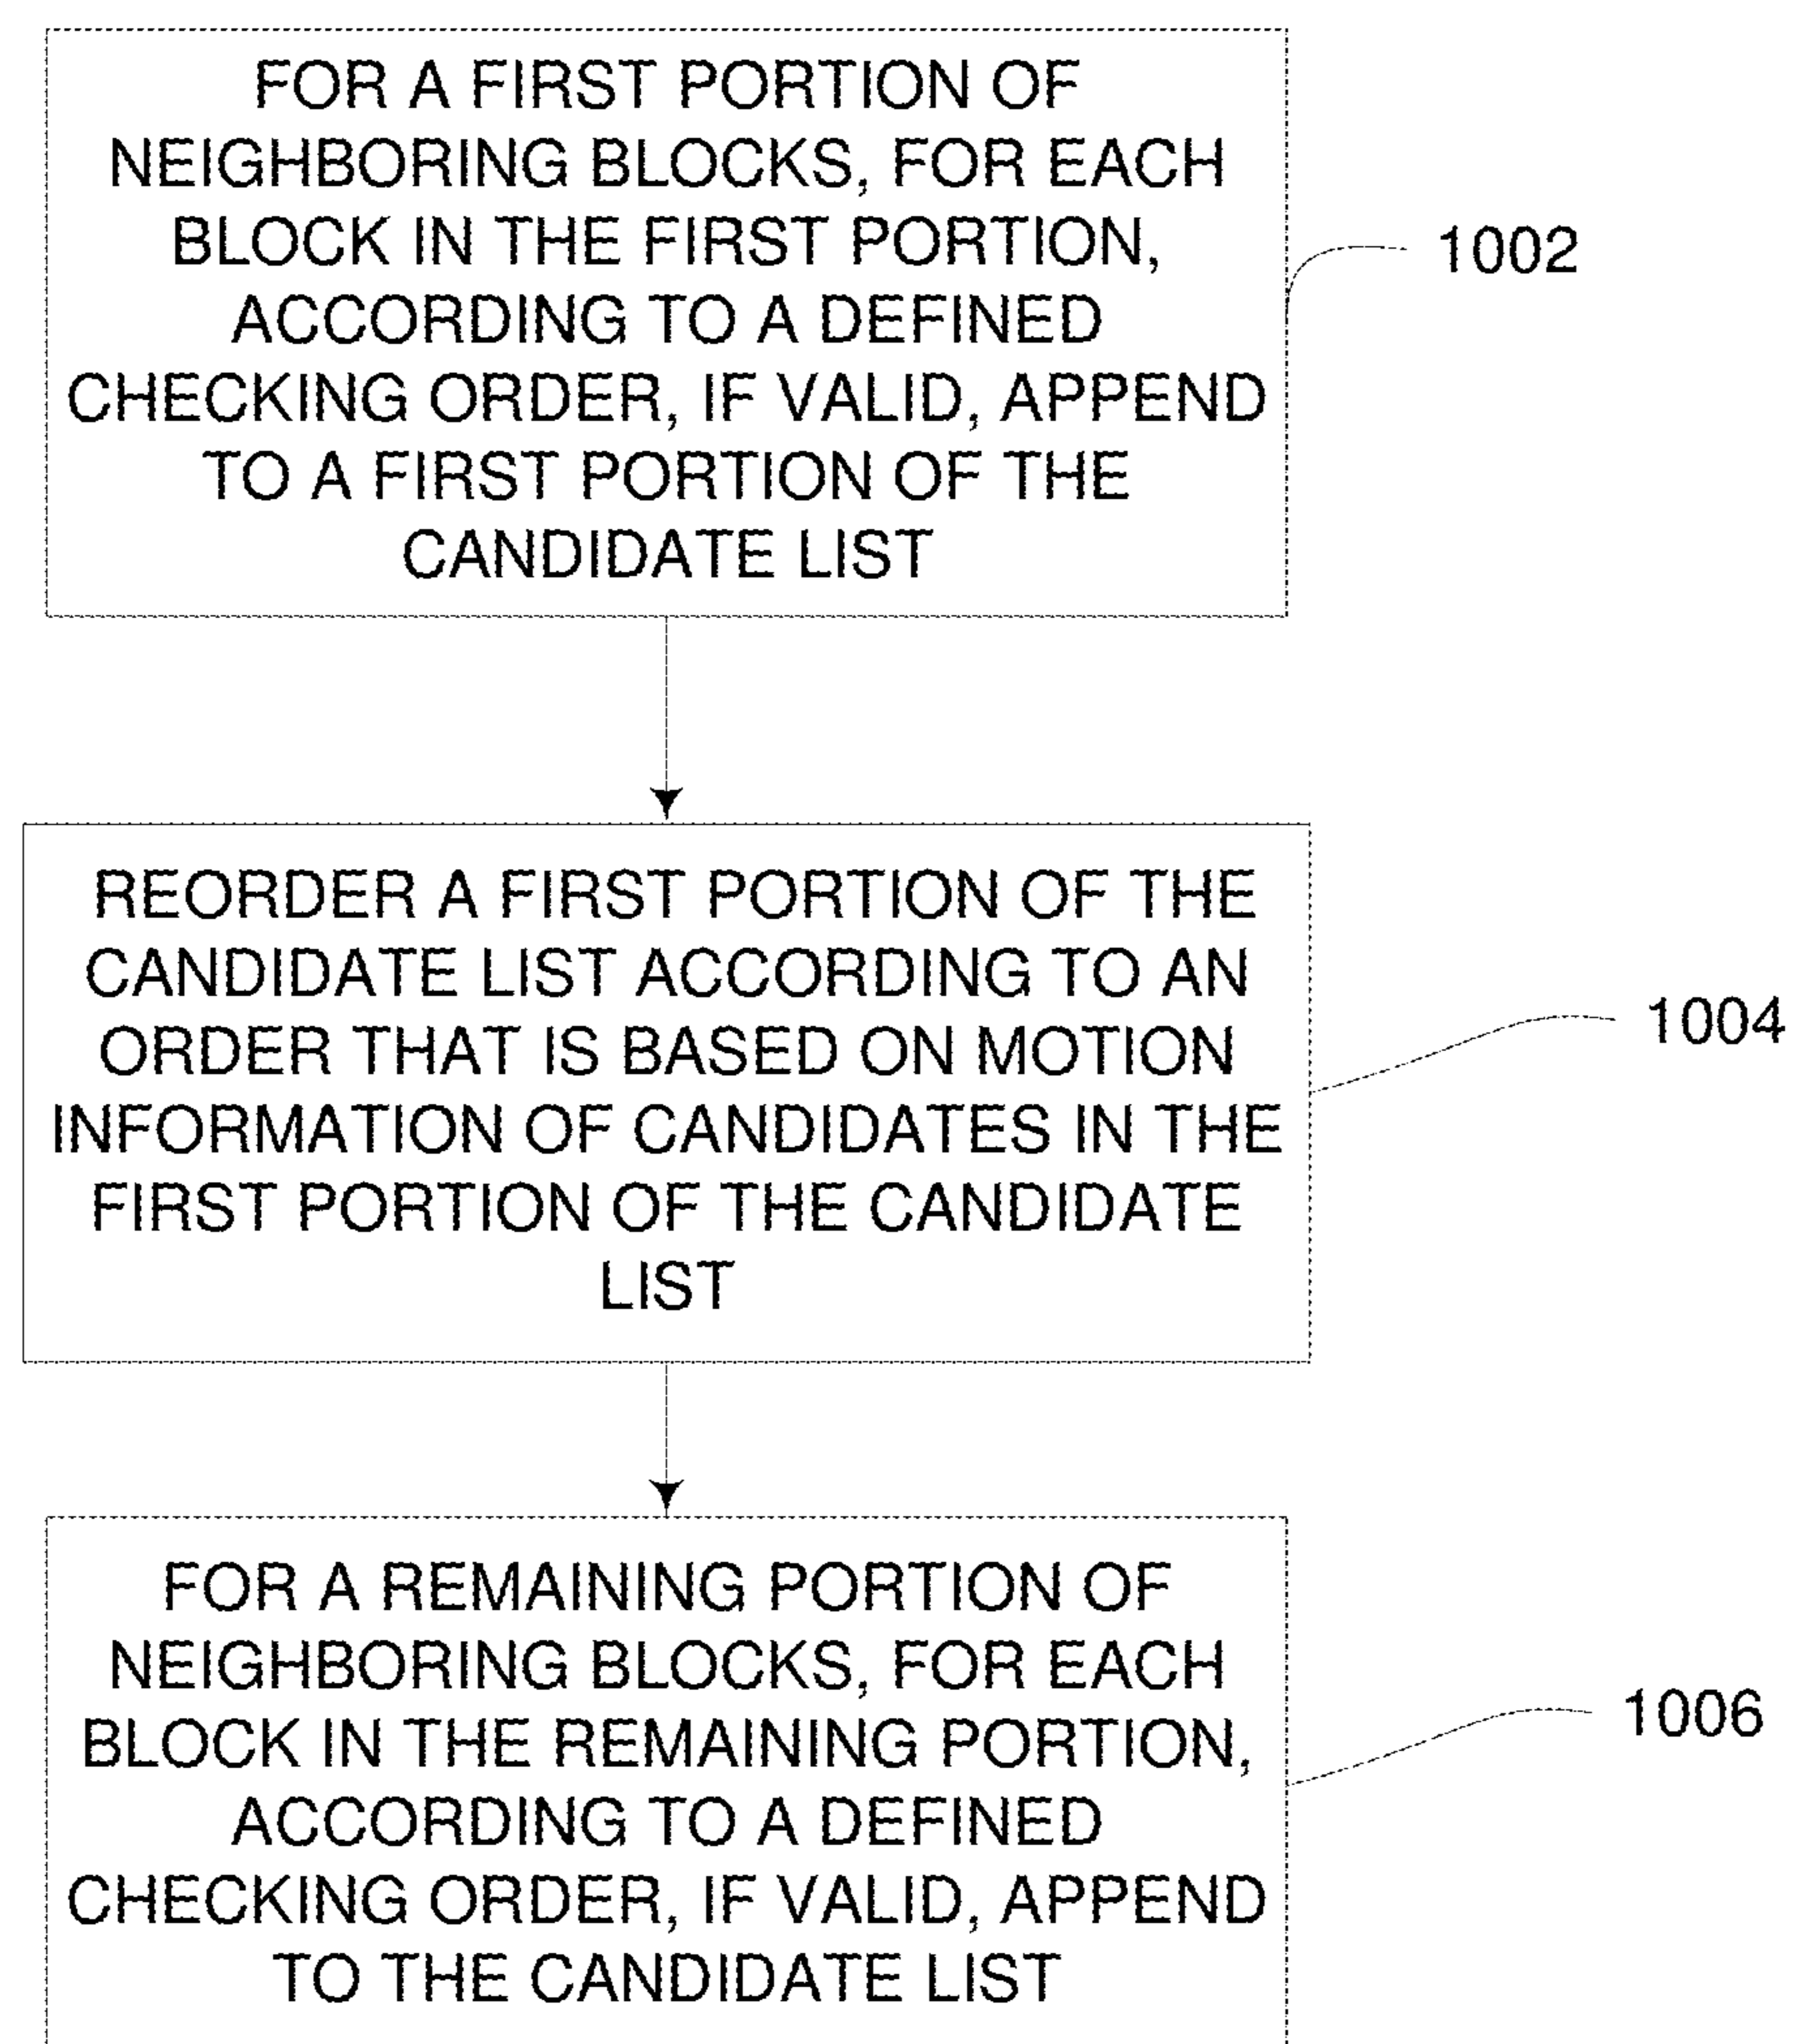 FOR A FIRST PORTION OF
NEIGHBORING BLOCKS, FOR EACH
BLOCK IN THE FIRST PORTION,
ACCORDING TO A DEFINED
CHECKING ORDER, IF VALID, APPEND
TO A FIRST PORTION OF THE
CANDIDATE LIST
1002
REORDER A FIRST PORTION OF THE
CANDIDATE LIST ACCORDING TO AN
ORDER THAT IS BASED ON MOTION
INFORMATION OF CANDIDATES IN THE
FIRST PORTION OF THE CANDIDATE
LIST
1004
FOR A REMAINING PORTION OF
NEIGHBORING BLOCKS, FOR EACH
BLOCK IN THE REMAINING PORTION,
ACCORDING TO A DEFINED
CHECKING ORDER, IF VALID, APPEND
TO THE CANDIDATE LIST
1006